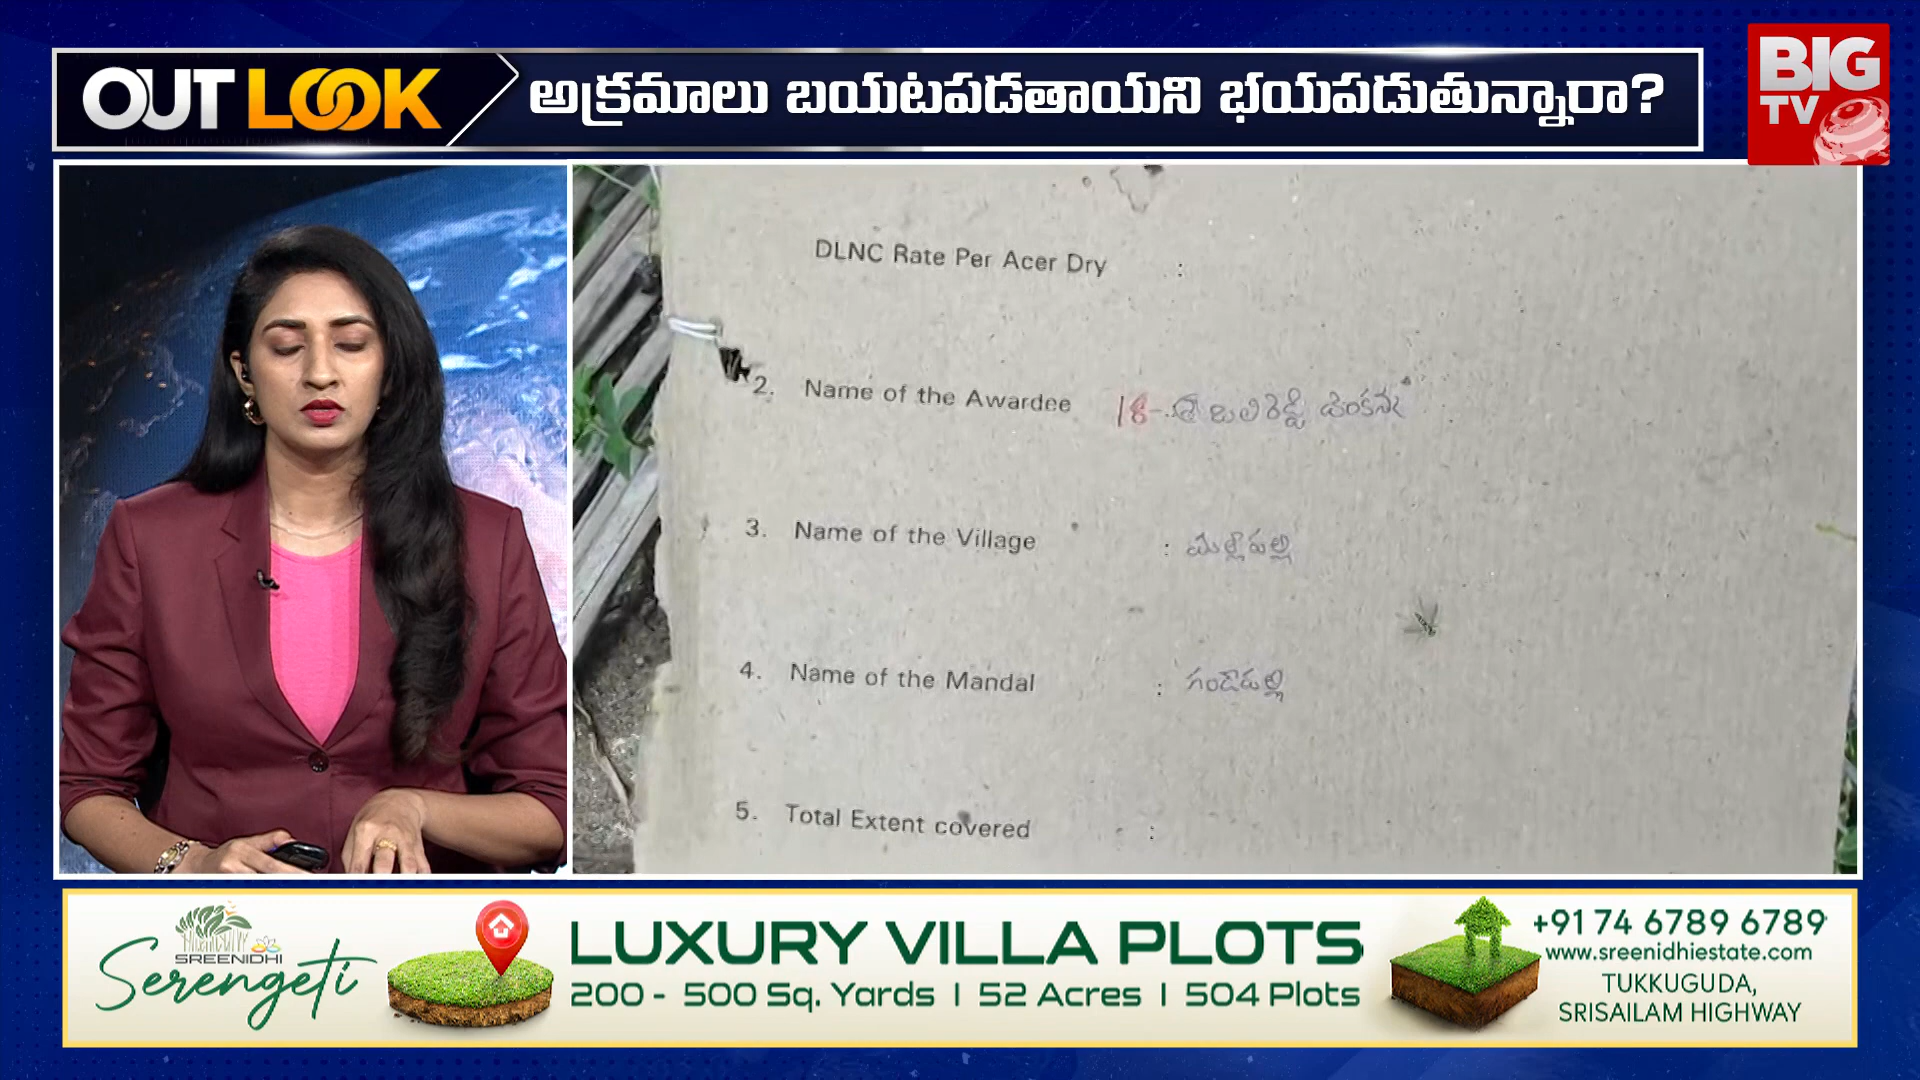 OUTLOOK
అక్రమాలు బయటపడతాయని భయపడుతున్నారా?
BIG
TV
DLNC Rate Per Acer Dry :
2. Name of the Awardee 18-
3. Name of the Village : మల్లాపల్లి
4. Name of the Mandal :
5. Total Extent covered :
SREENIDHI
Serengeti
LUXURY VILLA PLOTS
200 - 500 Sq. Yards | 52 Acres | 504 Plots
+91 74 6789 6789
www.sreenidhiestate.com
TUKKUGUDA,
SRISAILAM HIGHWAY